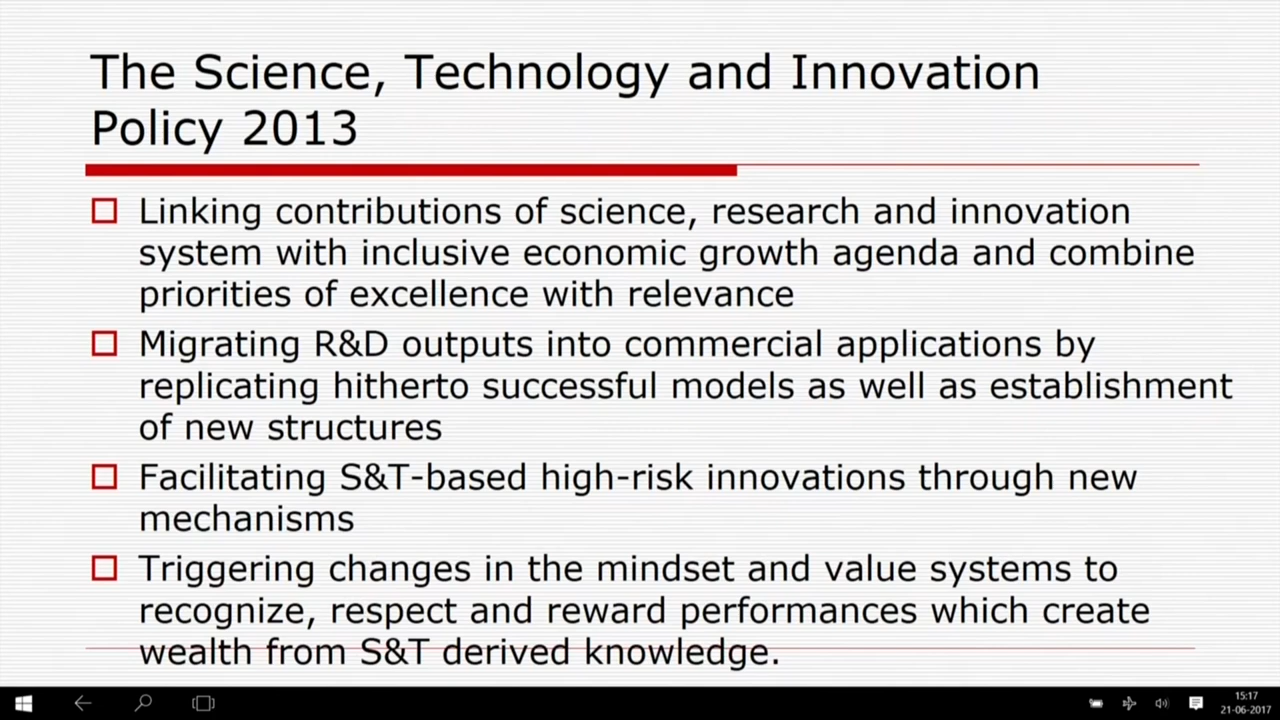 The Science, Technology and Innovation
Policy 2013
Linking contributions of science, research and innovation
system with inclusive economic growth agenda and combine
priorities of excellence with relevance
Migrating R&D outputs into commercial applications by
replicating hitherto successful models as well as establishment
of new structures
Facilitating S&T-based high-risk innovations through new
mechanisms
Triggering changes in the mindset and value systems to
recognize, respect and reward performances which create
wealth from S&T derived knowledge.
15:17
21-06-2017